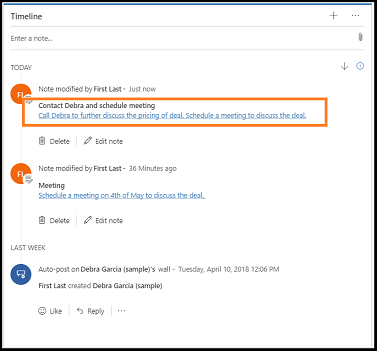 Timeline
Enter a note...
TODAY
FL
Note modified by First Last - Just now
Contact Debra and schedule meeting
Call Debra to further discuss the pricing of deal. Schedule a meeting to discuss the deal.
Delete
Edit note
FL
Note modified by First Last - 36 Minutes ago
Meeting
Schedule a meeting on 4th of May to discuss the deal.
Delete
Edit note
LAST WEEK
Auto-post on Debra Garcia (sample)'s wall - Tuesday, April 10, 2018 12:06 PM
First Last created Debra Garcia (sample)
Like
Reply
...